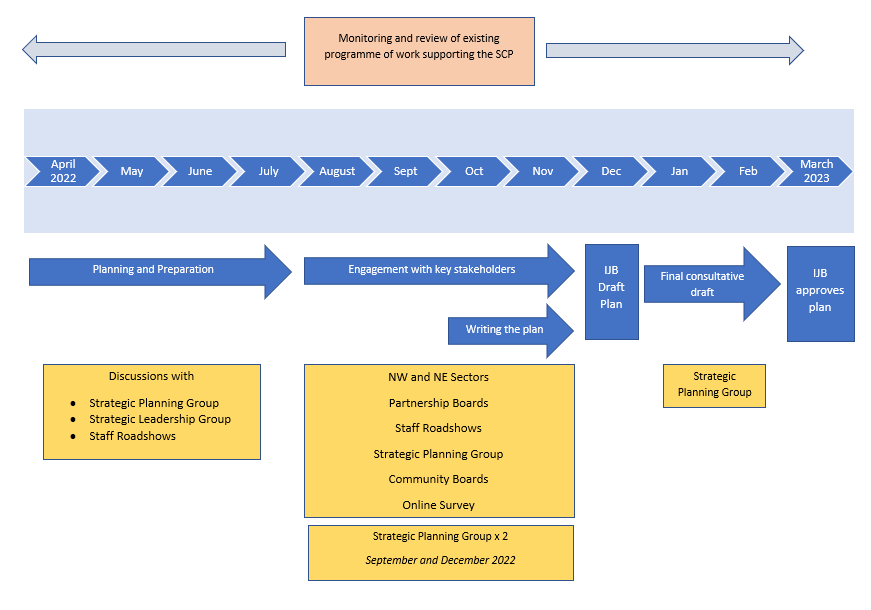 Monitoring and review of existing
programme of work supporting the SCP
April
2022
May
June
July
August
Sept
Oct
Nov
Dec
Jan
Feb
March
2023
Planning and Preparation
Engagement with key stakeholders
Writing the plan
IJB
Draft
Plan
Final consultative
draft
IJB
approves
plan
Discussions with
● Strategic Planning Group
● Strategic Leadership Group
● Staff Roadshows
NW and NE Sectors
Partnership Boards
Staff Roadshows
Strategic Planning Group
Community Boards
Online Survey
Strategic Planning Group x 2
September and December 2022
Strategic
Planning Group